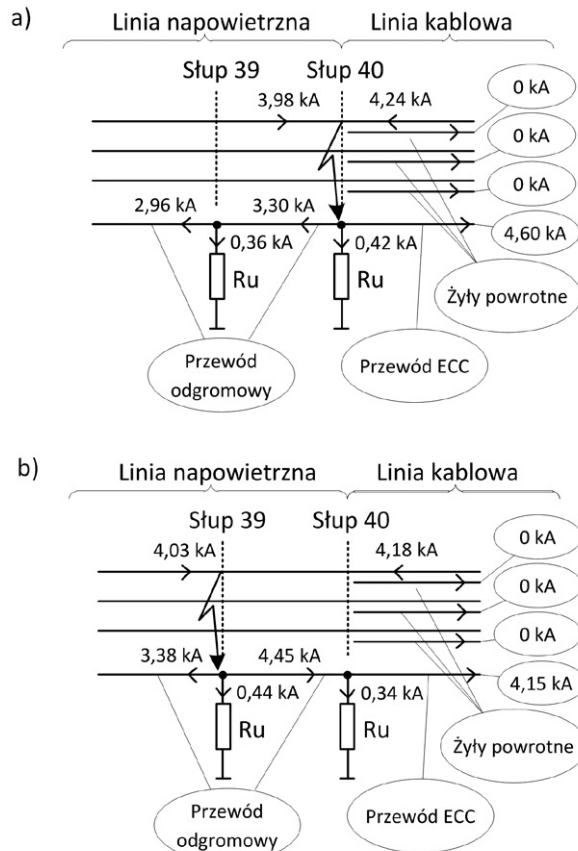 a)
Linia napowietrzna
Linia kablowa
Słup 39
Słup 40
3,98 kA
4,24 kA
0 kA
0 kA
0 kA
2,96 kA
3,30 kA
4,60 kA
0,36 kA
0,42 kA
Ru
Ru
Żyły powrotne
Przewód
odgromowy
Przewód ECC
b)
Linia napowietrzna
Linia kablowa
Słup 39
Słup 40
4,03 kA
4,18 kA
0 kA
0 kA
0 kA
3,38 kA
4,45 kA
4,15 kA
0,44 kA
0,34 kA
Ru
Ru
Żyły powrotne
Przewód
odgromowy
Przewód ECC